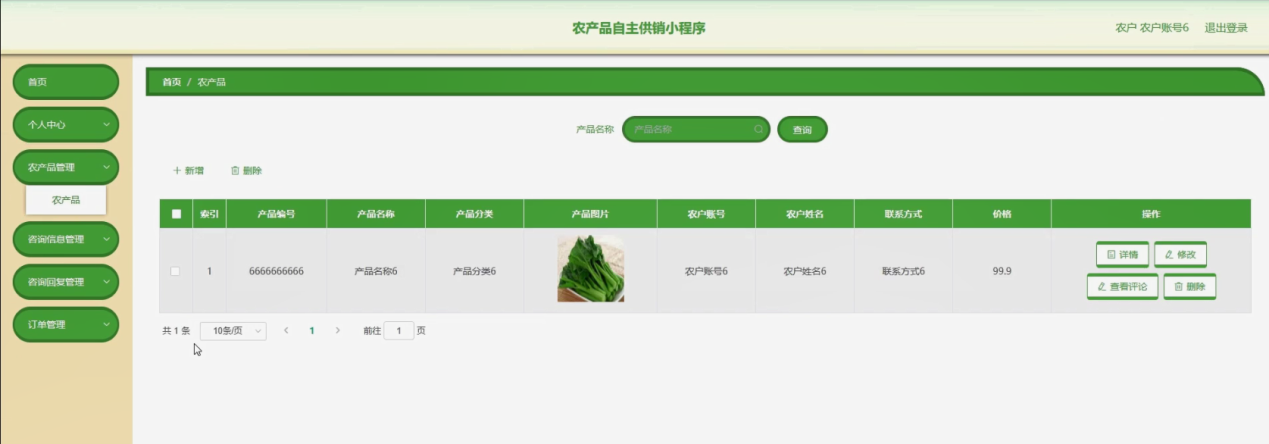 农产品自主供销小程序
农户 农户账号6 退出登录
首页
个人中心
农产品管理
农产品
咨询信息管理
咨询回复管理
订单管理
首页 / 农产品
产品名称 产品名称 查询
新增 删除
索引 产品编号 产品名称 产品分类 产品图片 农户账号 农户姓名 联系方式 价格 操作
1 6666666666 产品名称6 产品分类6 农户账号6 农户姓名6 联系方式6 99.9
详情 修改
查看评论 删除
共 1 条 10条/页 1 前往 1 页